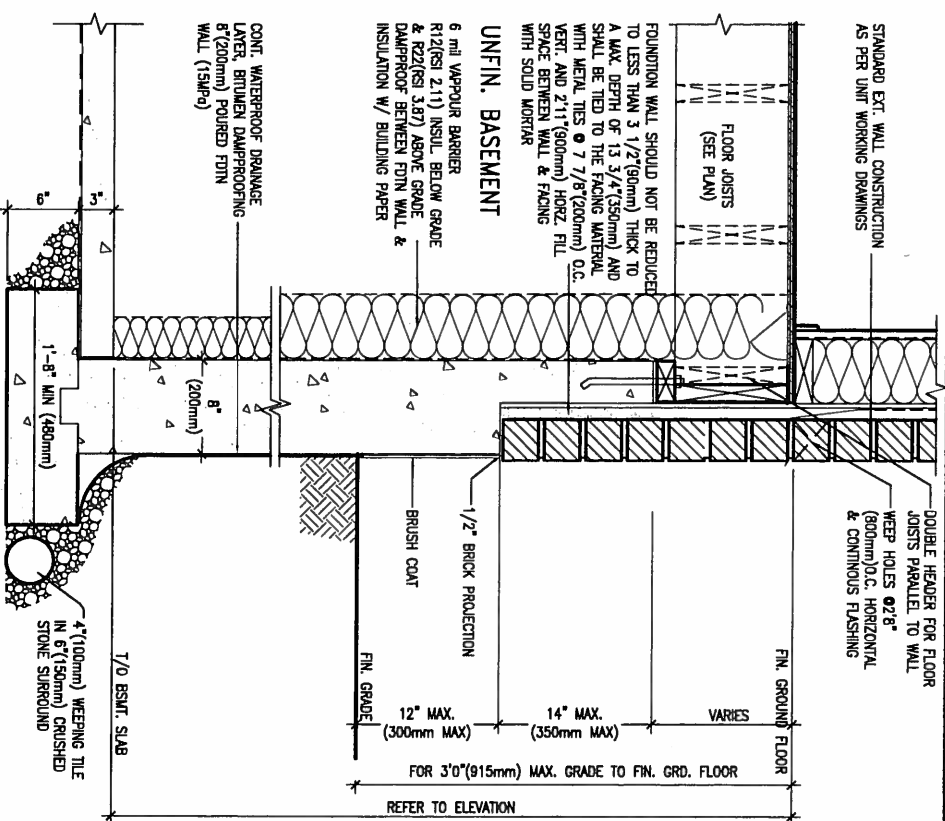 STANDARD EXT. WALL CONSTRUCTION
AS PER UNIT WORKING DRAWINGS
FLOOR JOISTS
(SEE PLAN)
FOUNDTION WALL SHOULD NOT BE REDUCED
TO LESS THAN 3 1/2"(90mm) THICK TO
A MAX. DEPTH OF 13 3/4"(350mm) AND
SHALL BE TIED TO THE FACING MATERIAL
WITH METAL TIES @ 7 7/8"(200mm) O.C.
VERT. AND 2'11"(900mm) HORZ. FILL
SPACE BETWEEN WALL & FACING
WITH SOLID MORTAR
UNFIN. BASEMENT
6 mil VAPPOUR BARRIER
R12(RSI 2.11) INSUL. BELOW GRADE
& R22(RSI 3.87) ABOVE GRADE
DAMPPROOF BETWEEN FDTN WALL &
INSULATION W/ BUILDING PAPER
CONT. WATERPROOF DRAINAGE
LAYER, BITUMEN DAMPPROOFING
8"(200mm) POURED FDTN
WALL (15MPa)
6"
3"
1'-8" MIN (480mm)
8"
(200mm)
DOUBLE HEADER FOR FLOOR
JOISTS PARALLEL TO WALL
WEEP HOLES @2'8"
(800mm)O.C. HORIZONTAL
& CONTINOUS FLASHING
1/2" BRICK PROJECTION
BRUSH COAT
FIN. GROUND FLOOR
VARIES
14" MAX.
(350mm MAX)
12" MAX.
(300mm MAX)
FIN. GRADE
FOR 3'0"(915mm) MAX. GRADE TO FIN. GRD. FLOOR
REFER TO ELEVATION
T/O BSMT. SLAB
4"(100mm) WEEPING TILE
IN 6"(150mm) CRUSHED
STONE SURROUND